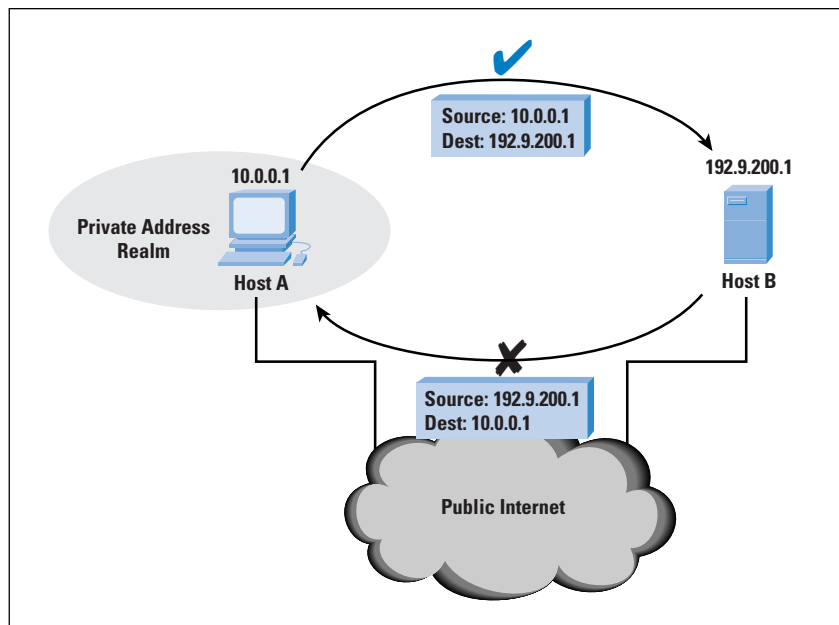 Source: 10.0.0.1
Dest: 192.9.200.1
10.0.0.1
192.9.200.1
Private Address
Realm
Host A
Host B
Source: 192.9.200.1
Dest: 10.0.0.1
Public Internet